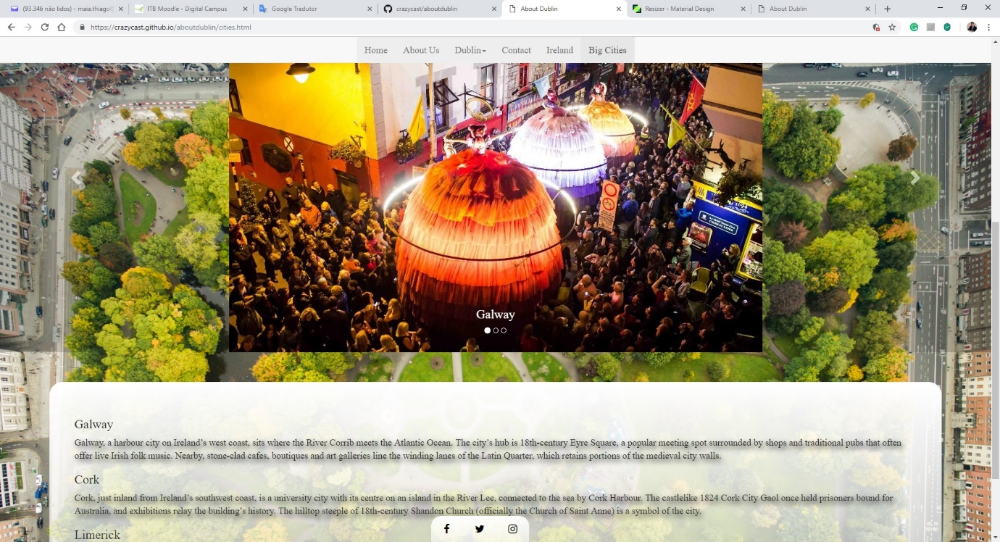 (93.346 não lidos) - maia.thiago
ITB Moodle - Digital Campus
Google Tradutor
crazycast/aboutdublin
About Dublin
Resizer - Material Design
About Dublin
https://crazycast.github.io/aboutdublin/cities.html
Home About Us Dublin Contact Ireland Big Cities
Galway
Galway
Galway, a harbour city on Ireland's west coast, sits where the River Corrib meets the Atlantic Ocean. The city's hub is 18th-century Eyre Square, a popular meeting spot surrounded by shops and traditional pubs that often
offer live Irish folk music. Nearby, stone-clad cafes, boutiques and art galleries line the winding lanes of the Latin Quarter, which retains portions of the medieval city walls.
Cork
Cork, just inland from Ireland's southwest coast, is a university city with its centre on an island in the River Lee, connected to the sea by Cork Harbour. The castlelike 1824 Cork City Gaol once held prisoners bound for
Australia, and exhibitions relay the building's history. The hilltop steeple of 18th-century Shandon Church (officially the Church of Saint Anne) is a symbol of the city.
Limerick